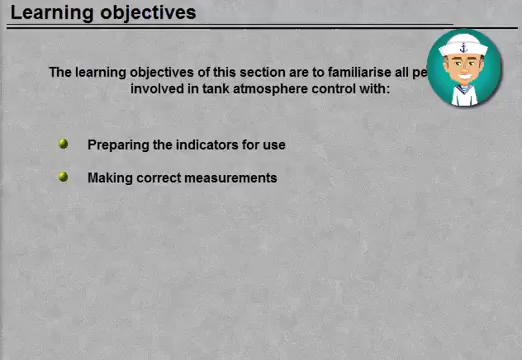 Learning objectives
The learning objectives of this section are to familiarise all
involved in tank atmosphere control with:
Preparing the indicators for use
Making correct measurements